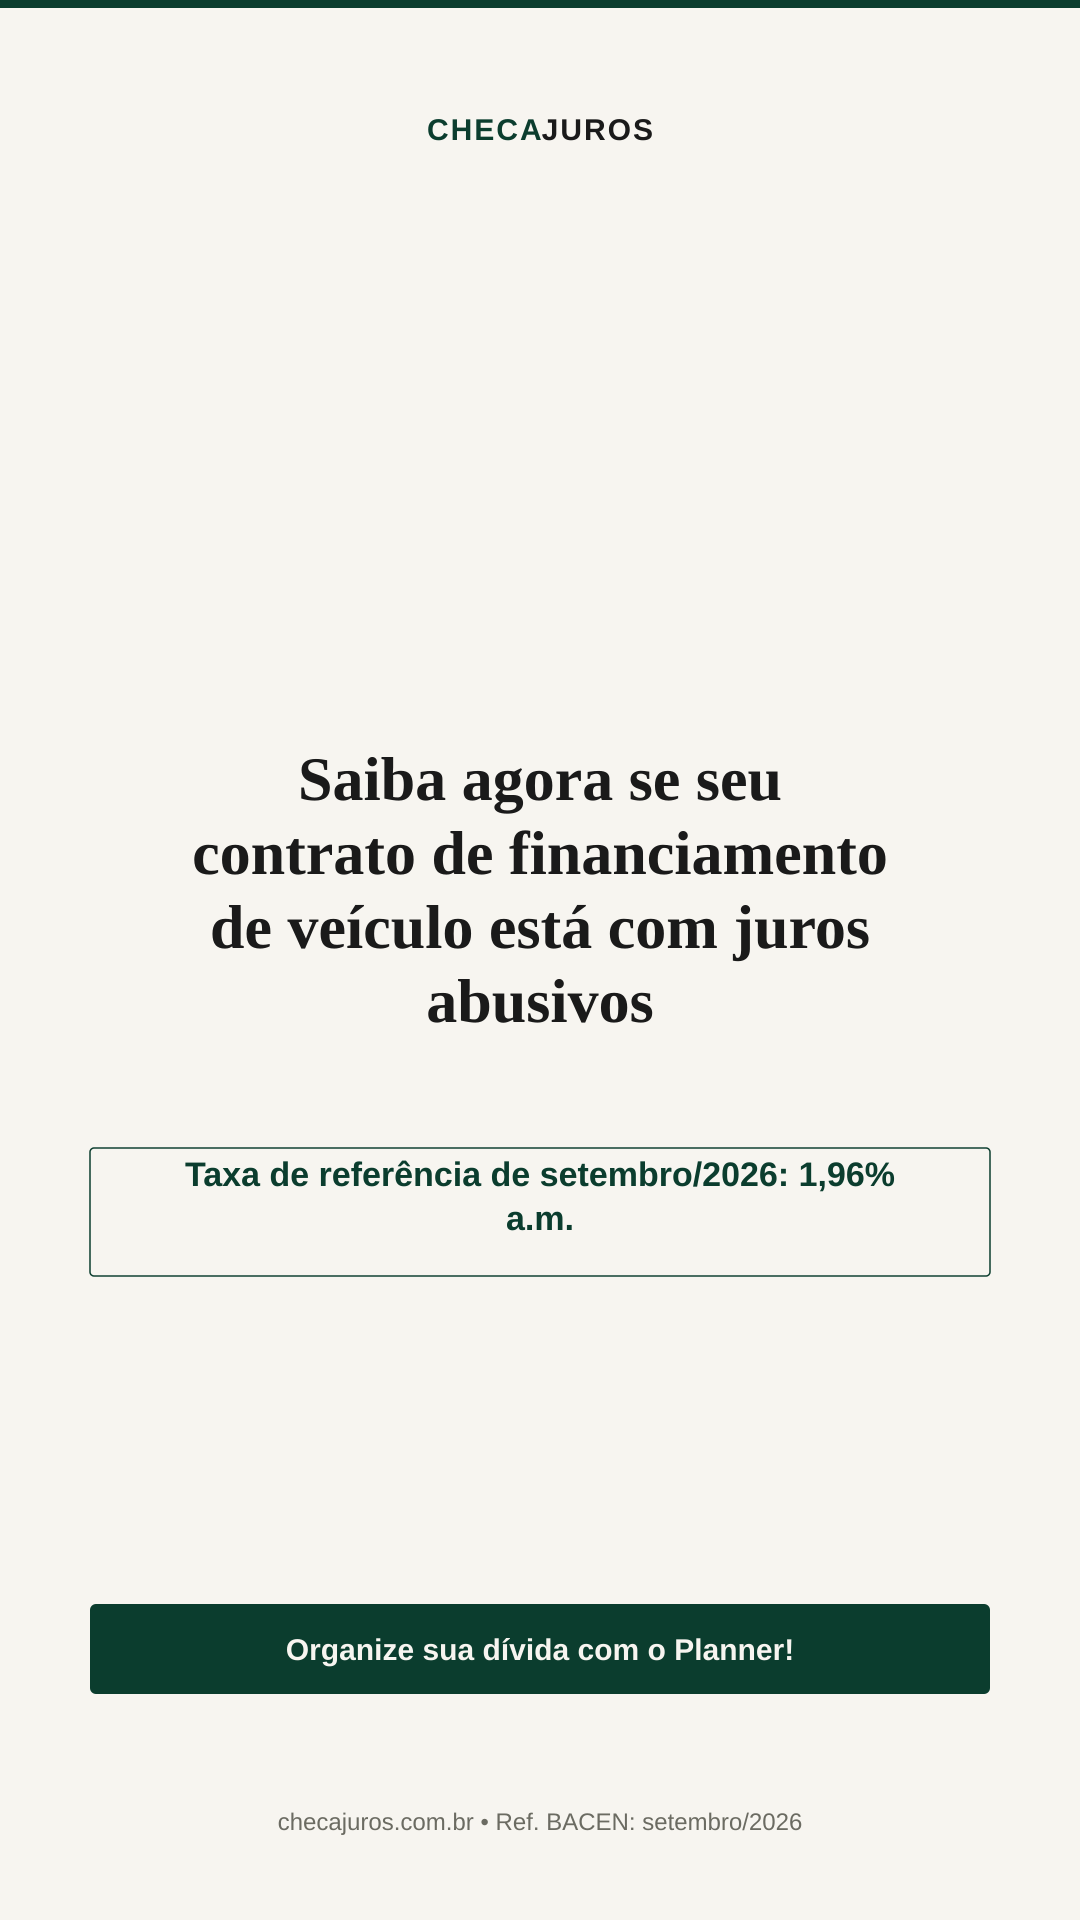 CHECAJUROS
Saiba agora se seu
contrato de financiamento
de veículo está com juros
abusivos
Taxa de referência de setembro/2026: 1,96%
a.m.
Organize sua dívida com o Planner!
checajuros.com.br • Ref. BACEN: setembro/2026